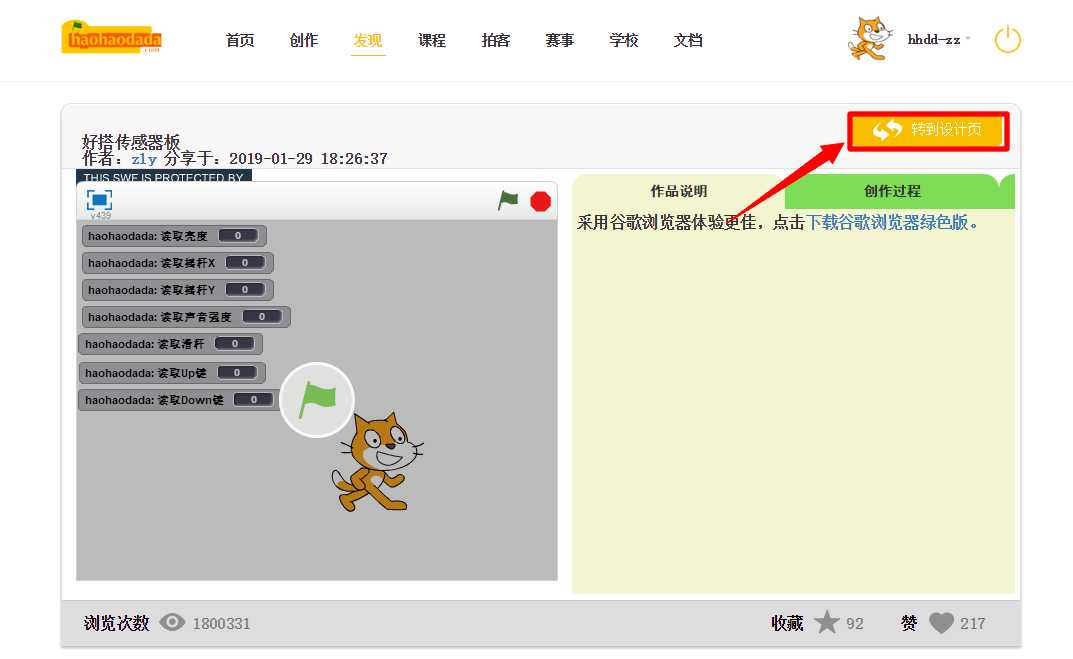 haohaodada
.com
首页 创作 发现 课程 拍客 赛事 学校 文档
hhdd-zz
好搭传感器板
转到设计页
作者：zly 分享于：2019-01-29 18:26:37
THIS SWF IS PROTECTED BY
v439
作品说明 创作过程
采用谷歌浏览器体验更佳，点击下载谷歌浏览器绿色版。
haohaodada: 读取亮度 0
haohaodada: 读取摇杆X 0
haohaodada: 读取摇杆Y 0
haohaodada: 读取声音强度 0
haohaodada: 读取滑杆 0
haohaodada: 读取Up键 0
haohaodada: 读取Down键 0
浏览次数 1800331 收藏 92 赞 217